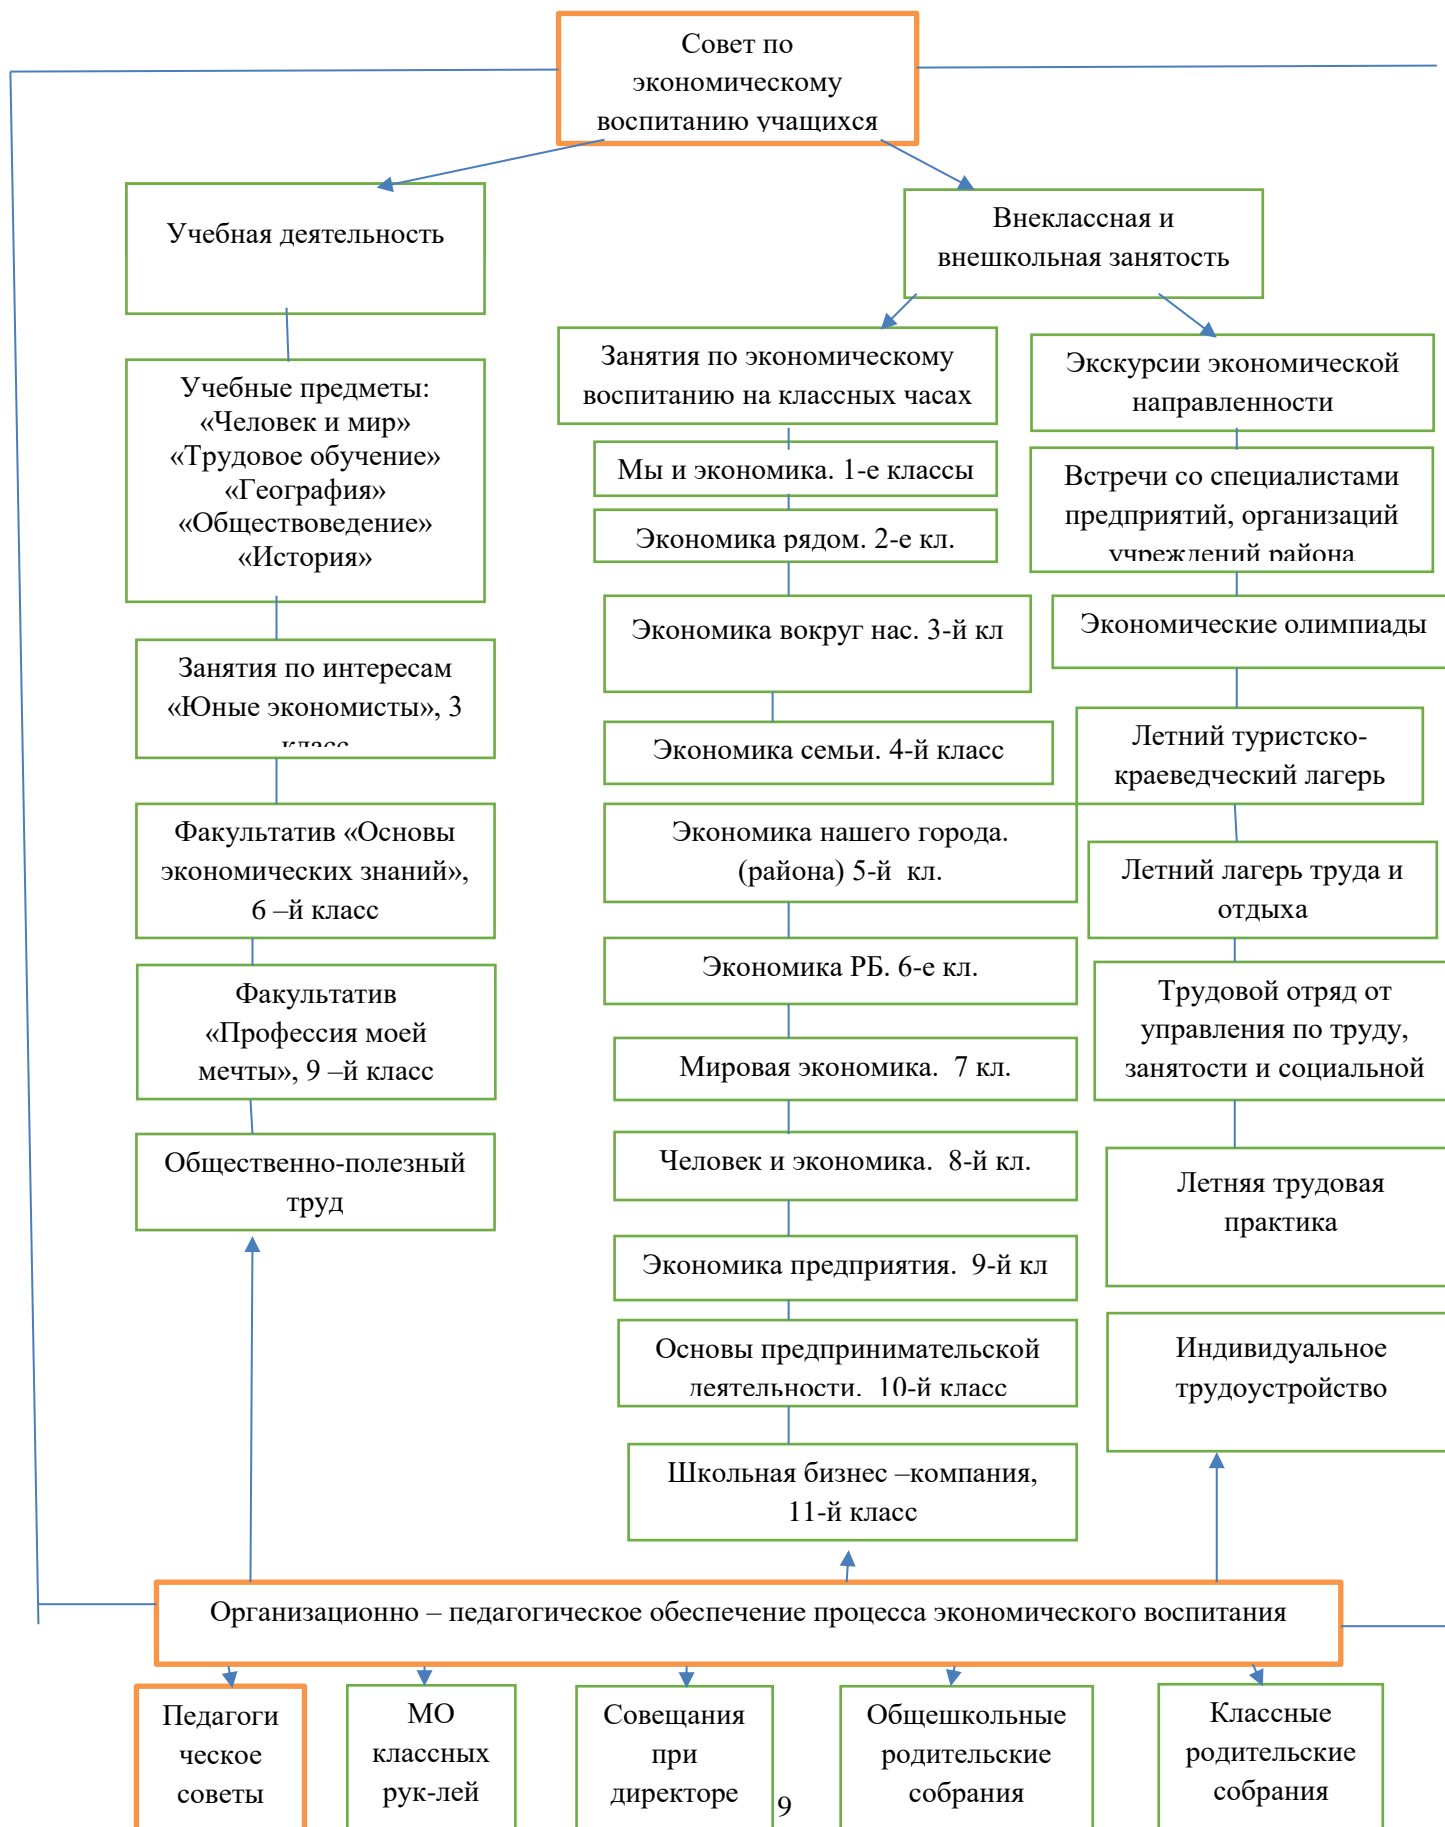 Совет по
экономическому
воспитанию учащихся
Учебная деятельность
Внеклассная и
внешкольная занятость
Учебные предметы:
«Человек и мир»
«Трудовое обучение»
«География»
«Обществоведение»
«История»
Занятия по интересам
«Юные экономисты», 3
класс
Факультатив «Основы
экономических знаний»,
6 –й класс
Факультатив
«Профессия моей
мечты», 9 –й класс
Общественно-полезный
труд
Занятия по экономическому
воспитанию на классных часах
Мы и экономика. 1-е классы
Экономика рядом. 2-е кл.
Экономика вокруг нас. 3-й кл
Экономика семьи. 4-й класс
Экономика нашего города.
(района) 5-й  кл.
Экономика РБ. 6-е кл.
Мировая экономика.  7 кл.
Человек и экономика.  8-й кл.
Экономика предприятия.  9-й кл
Основы предпринимательской
деятельности.  10-й класс
Школьная бизнес –компания,
11-й класс
Экскурсии экономической
направленности
Встречи со специалистами
предприятий, организаций
учреждений района
Экономические олимпиады
Летний туристско-
краеведческий лагерь
Летний лагерь труда и
отдыха
Трудовой отряд от
управления по труду,
занятости и социальной
Летняя трудовая
практика
Индивидуальное
трудоустройство
Организационно – педагогическое обеспечение процесса экономического воспитания
Педагоги
ческое
советы
МО
классных
рук-лей
Совещания
при
директоре
Общешкольные
родительские
собрания
Классные
родительские
собрания
9